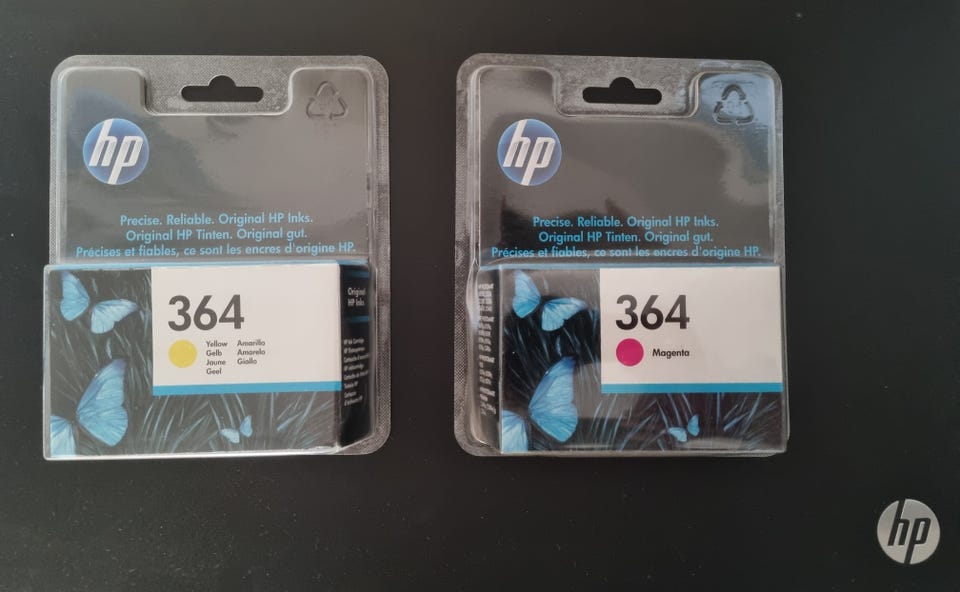 hp
Precise. Reliable. Original HP Inks.
Original HP Tinten. Original gut.
Précises et fiables, ce sont les encres d'origine HP.
364
Yellow Amarillo
Gelb Amarelo
Jaune Giallo
Geel
Original
HP Inks.
hp
Precise. Reliable. Original HP Inks.
Original HP Tinten. Original gut.
Précises et fiables, ce sont les encres d'origine HP.
364
Magenta
hp